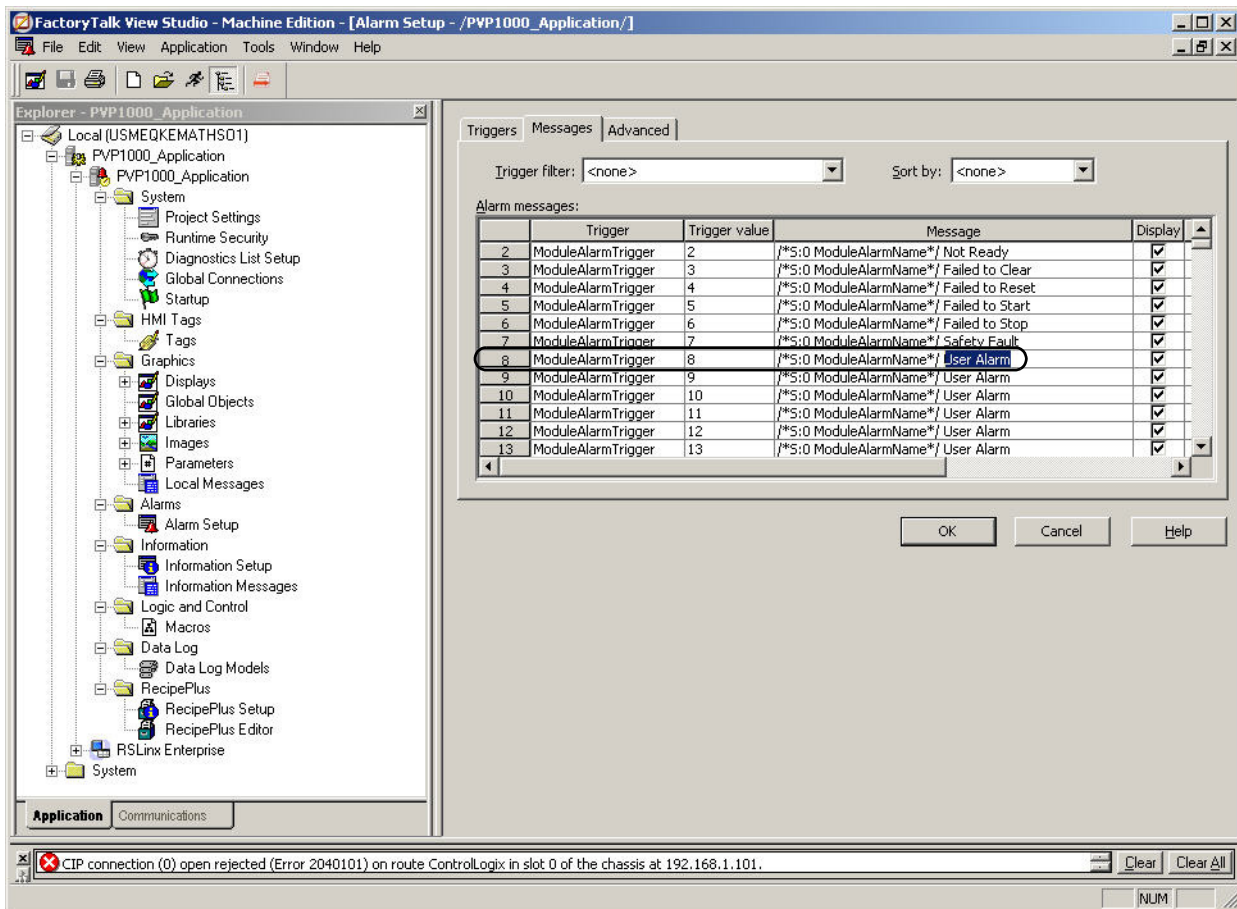 FactoryTalk View Studio - Machine Edition - [Alarm Setup - /PVP1000_Application/]
File Edit View Application Tools Window Help
Explorer - PVP1000_Application
Local (USMEQKEMATHSO1)
PVP1000_Application
PVP1000_Application
System
Project Settings
Runtime Security
Diagnostics List Setup
Global Connections
Startup
HMI Tags
Tags
Graphics
Displays
Global Objects
Libraries
Images
Parameters
Local Messages
Alarms
Alarm Setup
Information
Information Setup
Information Messages
Logic and Control
Macros
Data Log
Data Log Models
RecipePlus
RecipePlus Setup
RecipePlus Editor
RSLinx Enterprise
System
Application Communications
Triggers Messages Advanced
Trigger filter: <none> Sort by: <none>
Alarm messages:
Trigger Trigger value Message Display
2 ModuleAlarmTrigger 2 /*S:0 ModuleAlarmName*/ Not Ready
3 ModuleAlarmTrigger 3 /*S:0 ModuleAlarmName*/ Failed to Clear
4 ModuleAlarmTrigger 4 /*S:0 ModuleAlarmName*/ Failed to Reset
5 ModuleAlarmTrigger 5 /*S:0 ModuleAlarmName*/ Failed to Start
6 ModuleAlarmTrigger 6 /*S:0 ModuleAlarmName*/ Failed to Stop
7 ModuleAlarmTrigger 7 /*S:0 ModuleAlarmName*/ Safety Fault
8 ModuleAlarmTrigger 8 /*S:0 ModuleAlarmName*/ User Alarm
9 ModuleAlarmTrigger 9 /*S:0 ModuleAlarmName*/ User Alarm
10 ModuleAlarmTrigger 10 /*S:0 ModuleAlarmName*/ User Alarm
11 ModuleAlarmTrigger 11 /*S:0 ModuleAlarmName*/ User Alarm
12 ModuleAlarmTrigger 12 /*S:0 ModuleAlarmName*/ User Alarm
13 ModuleAlarmTrigger 13 /*S:0 ModuleAlarmName*/ User Alarm
OK Cancel Help
CIP connection (0) open rejected (Error 2040101) on route ControlLogix in slot 0 of the chassis at 192.168.1.101. Clear Clear All
NUM